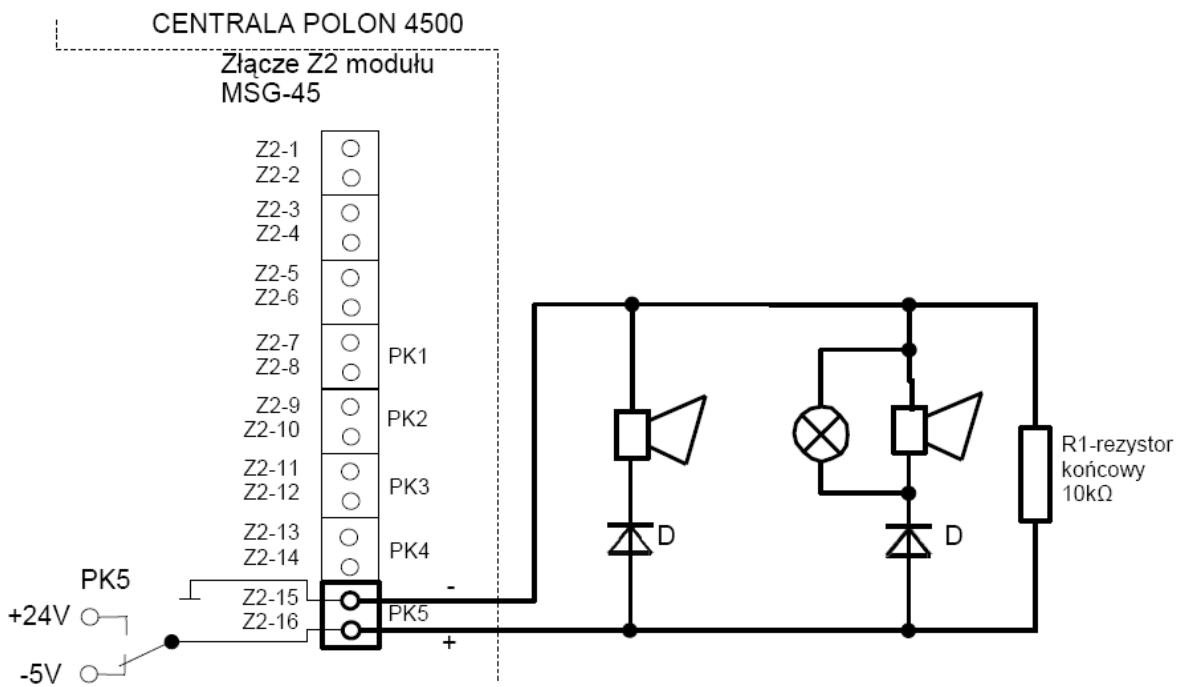 CENTRALA POLON 4500
Złącze Z2 modułu
MSG-45
Z2-1
Z2-2
Z2-3
Z2-4
Z2-5
Z2-6
Z2-7
Z2-8
PK1
Z2-9
Z2-10
PK2
Z2-11
Z2-12
PK3
Z2-13
Z2-14
PK4
Z2-15
Z2-16
PK5
-
+
PK5
+24V
-5V
D
D
R1-rezystor
końcowy
10kΩ